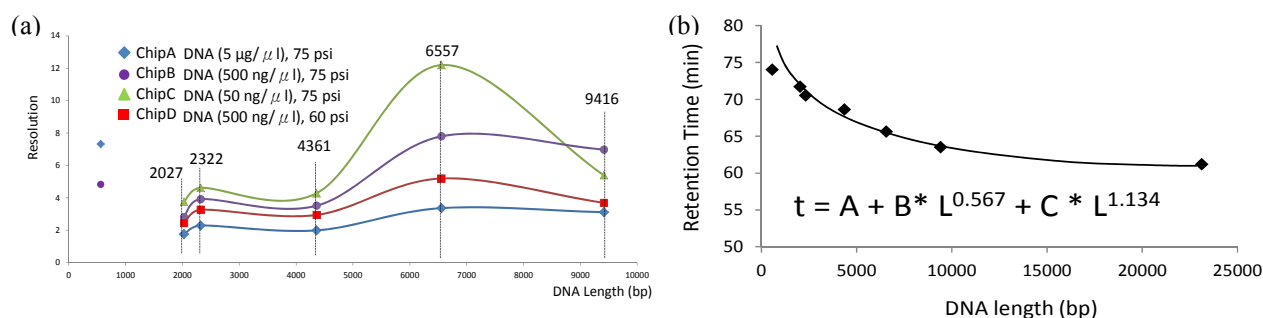 (a)
14
12
10
8
6
4
2
0
Resolution
ChipA DNA (5 μg/μl), 75 psi
ChipB DNA (500 ng/μl), 75 psi
ChipC DNA (50 ng/μl), 75 psi
ChipD DNA (500 ng/μl), 60 psi
2027
2322
4361
6557
9416
0 1000 2000 3000 4000 5000 6000 7000 8000 9000 10000
DNA Length (bp)
(b)
80
75
70
65
60
55
50
Retention Time (min)
t = A + B* L^0.567 + C * L^1.134
0 5000 10000 15000 20000 25000
DNA length (bp)